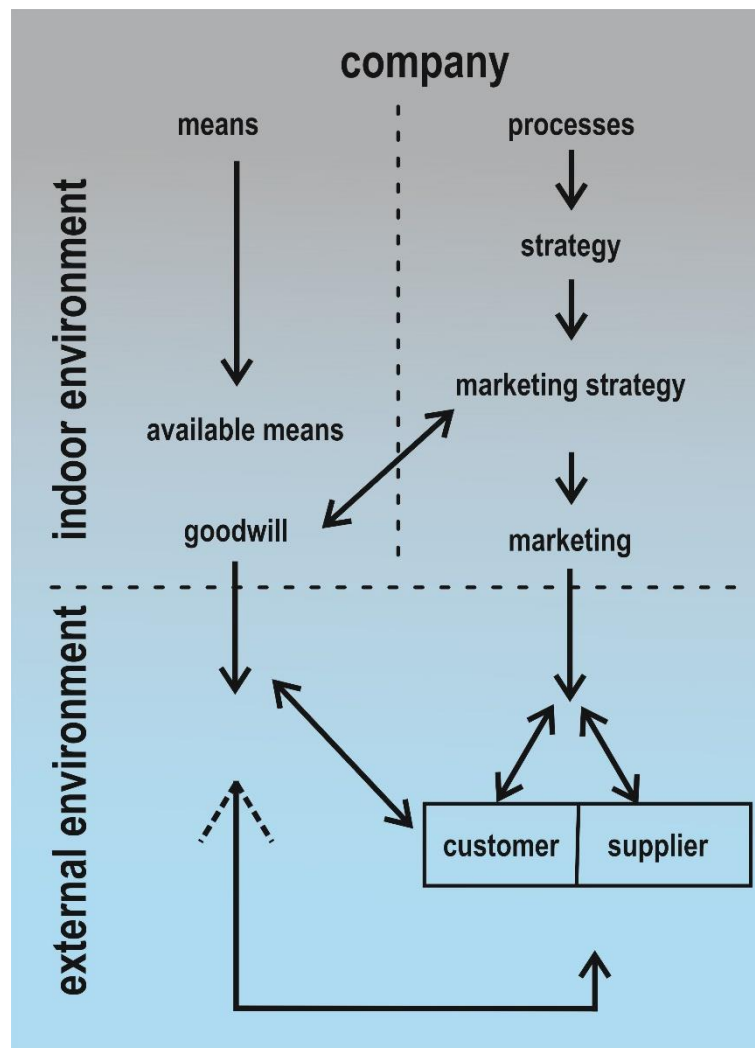 company
means
processes
indoor environment
strategy
marketing strategy
available means
goodwill
marketing
external environment
customer
supplier